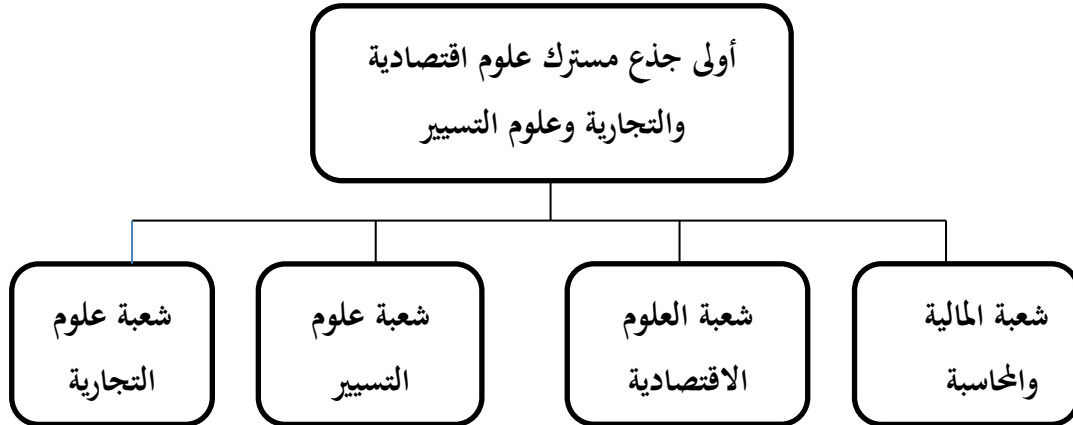 أولى جذع مسترك علوم اقتصادية
والتجارية وعلوم التسيير
شعبة المالية
والمحاسبة
شعبة العلوم
الاقتصادية
شعبة علوم
التسيير
شعبة علوم
التجارية